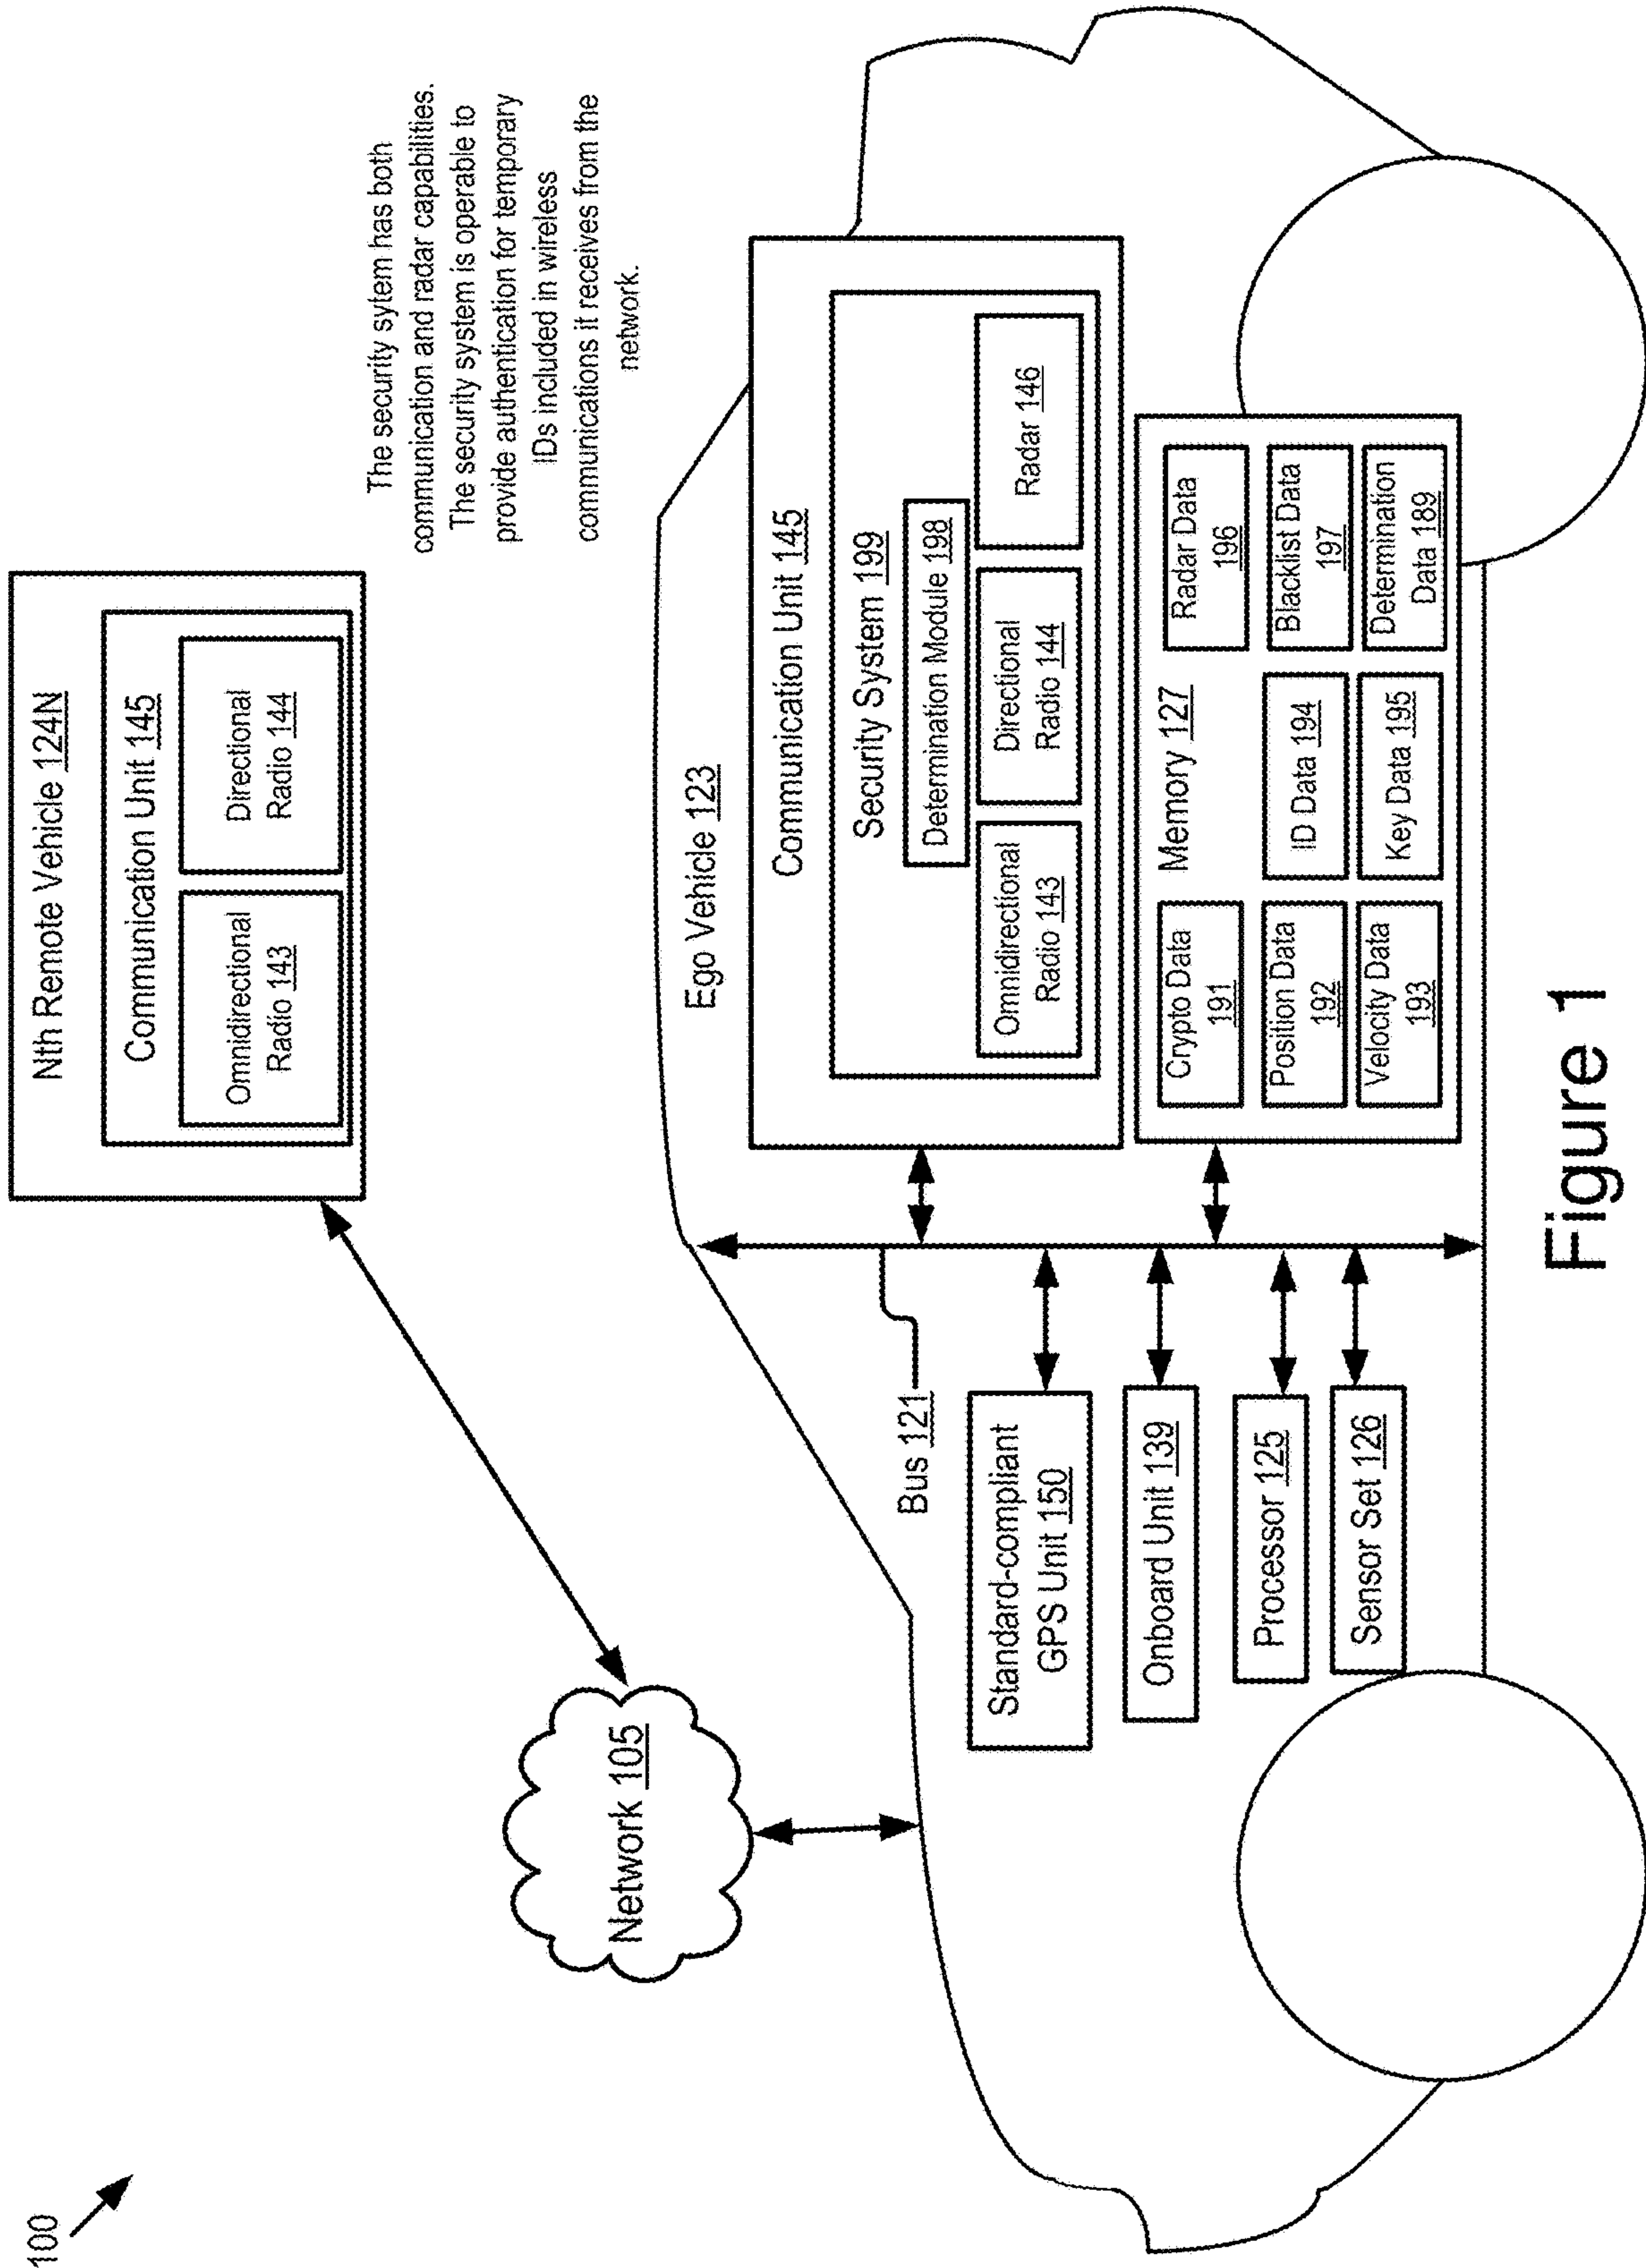 100
Nth Remote Vehicle 124N
Communication Unit 145
Omnidirectional
Radio 143
Directional
Radio 144
The security sytem has both
communication and radar capabilities.
The security system is operable to
provide authentication for temporary
IDs included in wireless
communications it receives from the
network.
Network 105
Ego Vehicle 123
Bus 121
Standard-compliant
GPS Unit 150
Onboard Unit 139
Processor 125
Sensor Set 126
Communication Unit 145
Security System 199
Determination Module 198
Omnidirectional
Radio 143
Directional
Radio 144
Radar 146
Memory 127
Crypto Data
191
Position Data
192
Velocity Data
193
ID Data 194
Key Data 195
Radar Data
196
Blacklist Data
197
Determination
Data 189
Figure 1